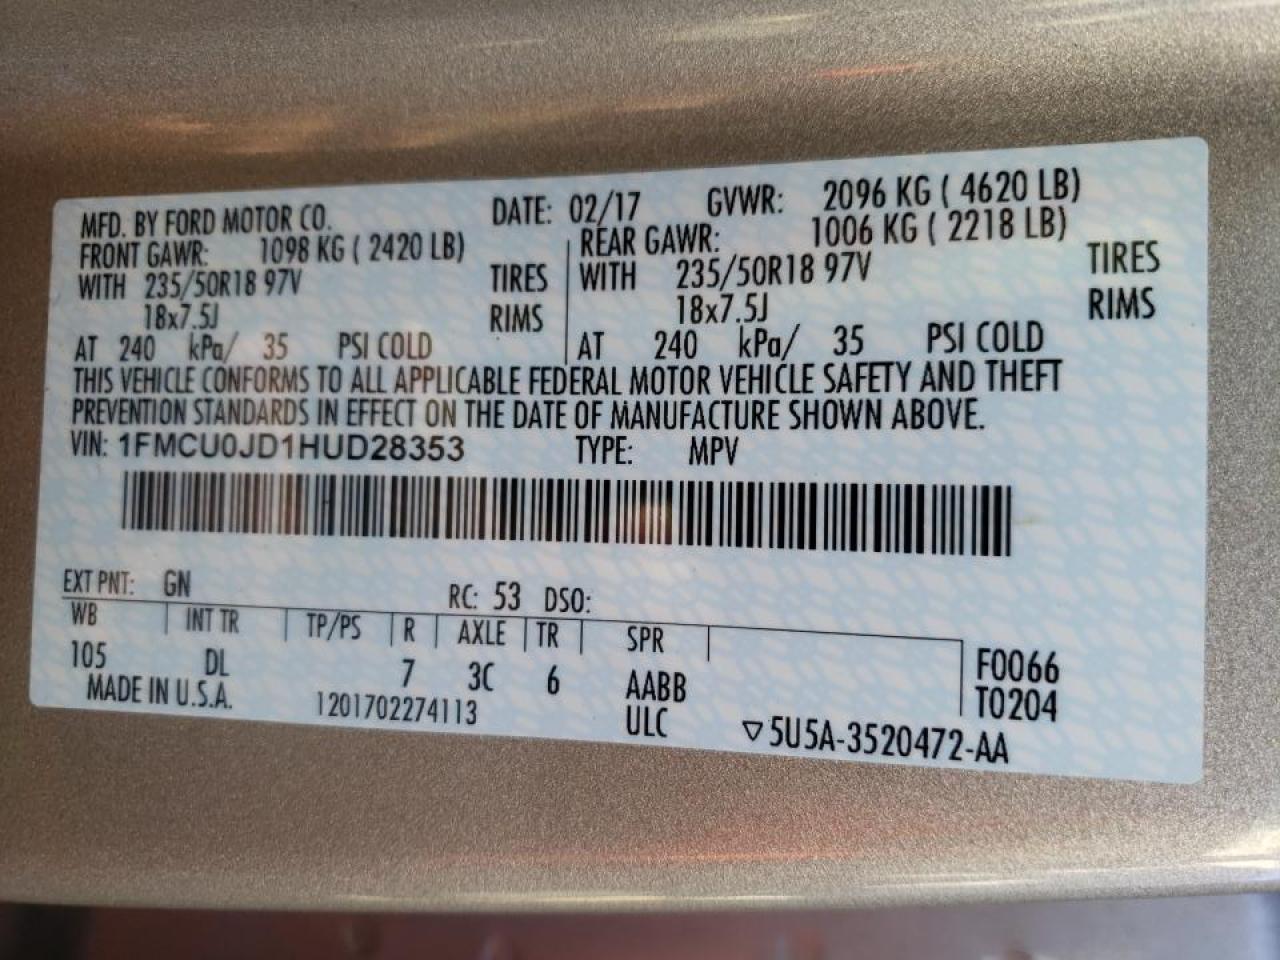 MFD. BY FORD MOTOR CO. DATE: 02/17 GVWR: 2096 KG ( 4620 LB)
FRONT GAWR: 1098 KG ( 2420 LB) REAR GAWR: 1006 KG ( 2218 LB)
WITH 235/50R18 97V TIRES WITH 235/50R18 97V TIRES
18x7.5J RIMS 18x7.5J RIMS
AT 240 kPa/ 35 PSI COLD AT 240 kPa/ 35 PSI COLD
THIS VEHICLE CONFORMS TO ALL APPLICABLE FEDERAL MOTOR VEHICLE SAFETY AND THEFT
PREVENTION STANDARDS IN EFFECT ON THE DATE OF MANUFACTURE SHOWN ABOVE.
VIN: 1FMCU0JD1HUD28353 TYPE: MPV
EXT PNT: GN RC: 53 DSO:
WB INT TR TP/PS R AXLE TR SPR F0066
105 DL 7 3C 6 AABB T0204
MADE IN U.S.A. 1201702274113 ULC ▽5U5A-3520472-AA